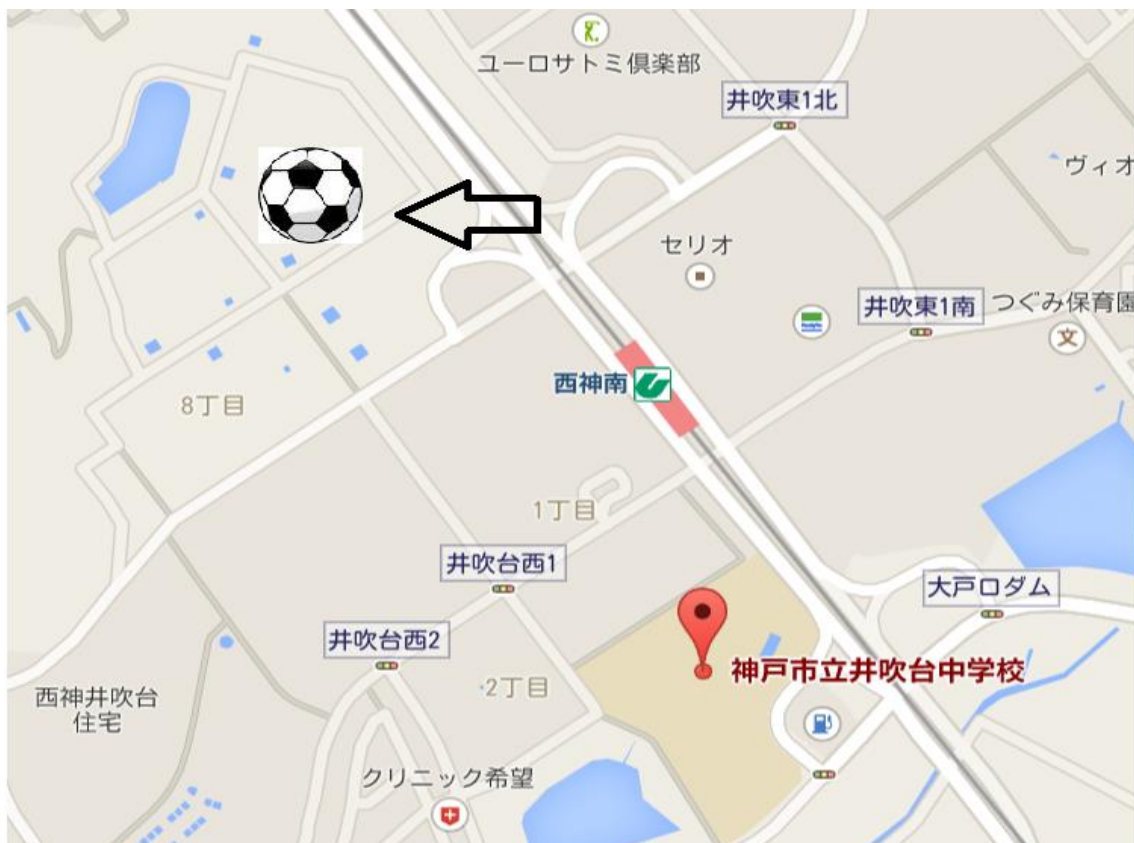 ユーロサトミ倶楽部
井吹東1北
ヴィオ
セリオ
井吹東1南
つぐみ保育園
文
西神南
8丁目
1丁目
井吹台西1
大戸口ダム
井吹台西2
神戸市立井吹台中学校
2丁目
西神井吹台
住宅
クリニック希望